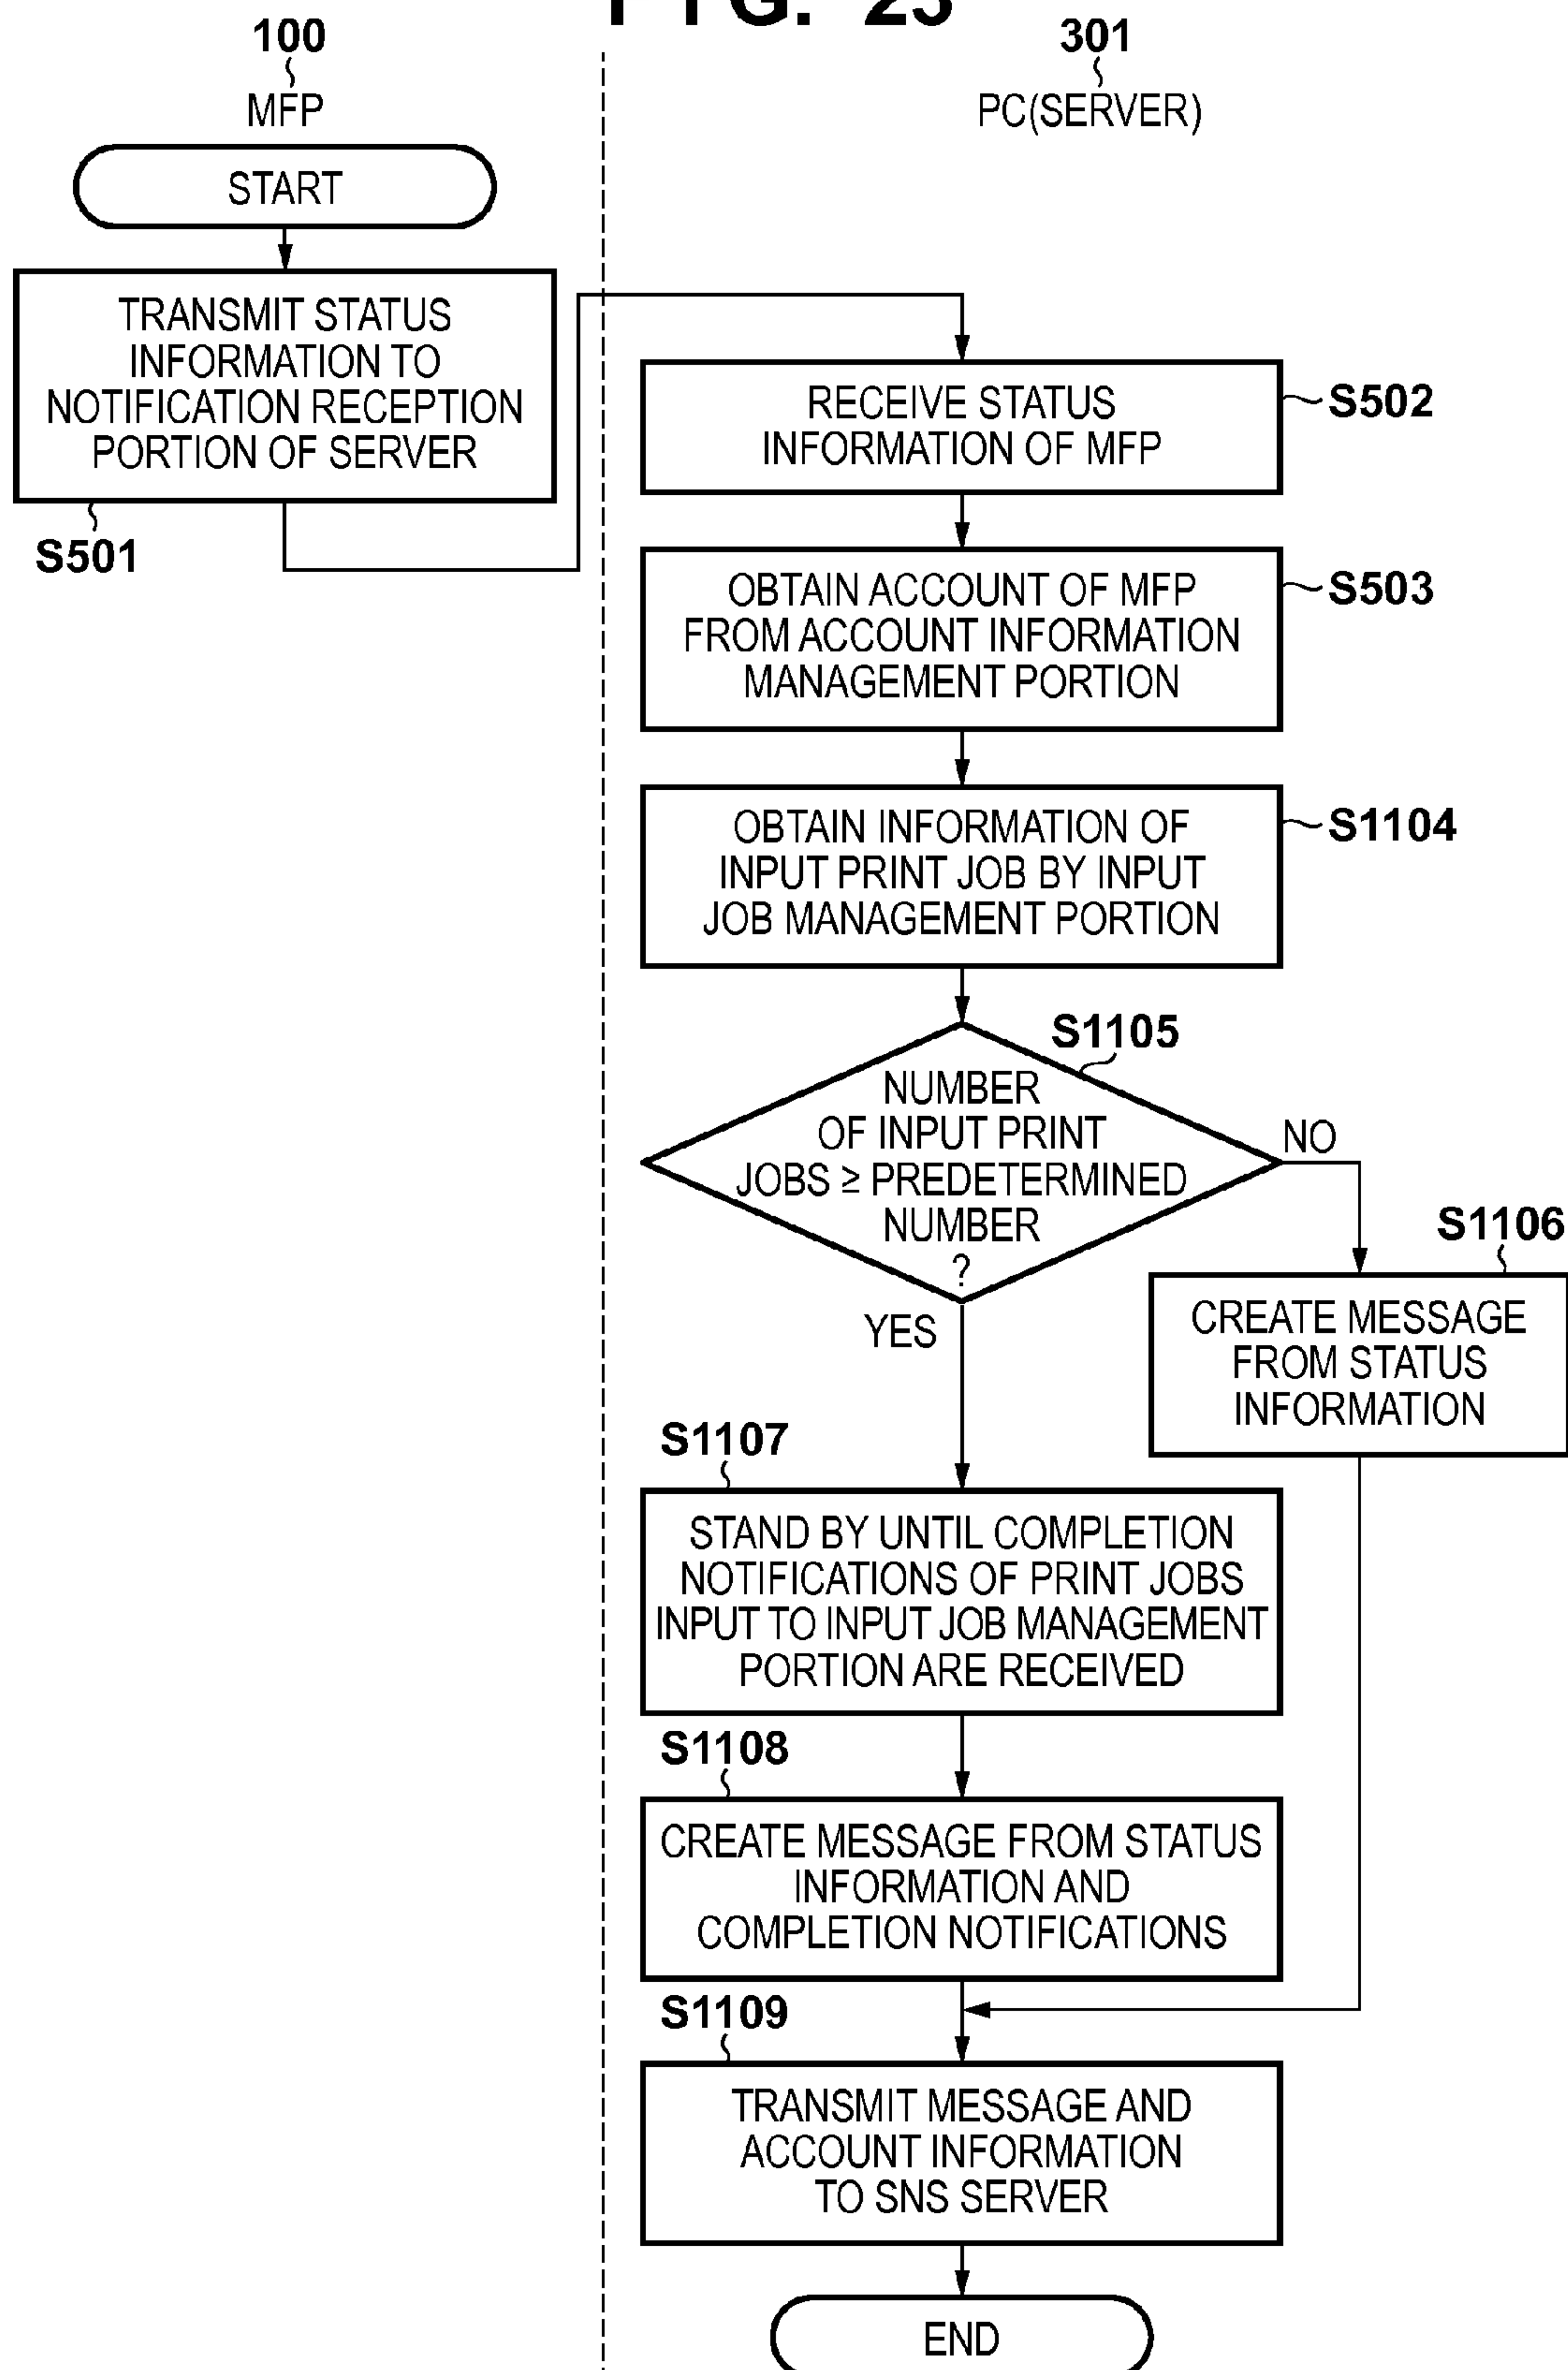 FIG. 23
100
MFP
301
PC(SERVER)
START
TRANSMIT STATUS
INFORMATION TO
NOTIFICATION RECEPTION
PORTION OF SERVER
S501
RECEIVE STATUS
INFORMATION OF MFP
S502
OBTAIN ACCOUNT OF MFP
FROM ACCOUNT INFORMATION
MANAGEMENT PORTION
S503
OBTAIN INFORMATION OF
INPUT PRINT JOB BY INPUT
JOB MANAGEMENT PORTION
S1104
S1105
NUMBER
OF INPUT PRINT
JOBS ≥ PREDETERMINED
NUMBER
?
NO
YES
S1106
CREATE MESSAGE
FROM STATUS
INFORMATION
S1107
STAND BY UNTIL COMPLETION
NOTIFICATIONS OF PRINT JOBS
INPUT TO INPUT JOB MANAGEMENT
PORTION ARE RECEIVED
S1108
CREATE MESSAGE FROM STATUS
INFORMATION AND
COMPLETION NOTIFICATIONS
S1109
TRANSMIT MESSAGE AND
ACCOUNT INFORMATION
TO SNS SERVER
END